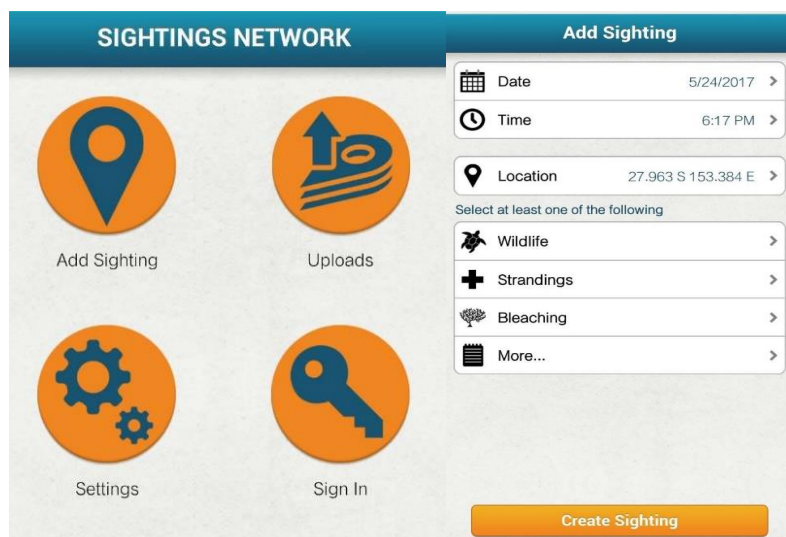 SIGHTINGS NETWORK
Add Sighting
Uploads
Settings
Sign In
Add Sighting
Date 5/24/2017
Time 6:17 PM
Location 27.963 S 153.384 E
Select at least one of the following
Wildlife
Strandings
Bleaching
More...
Create Sighting